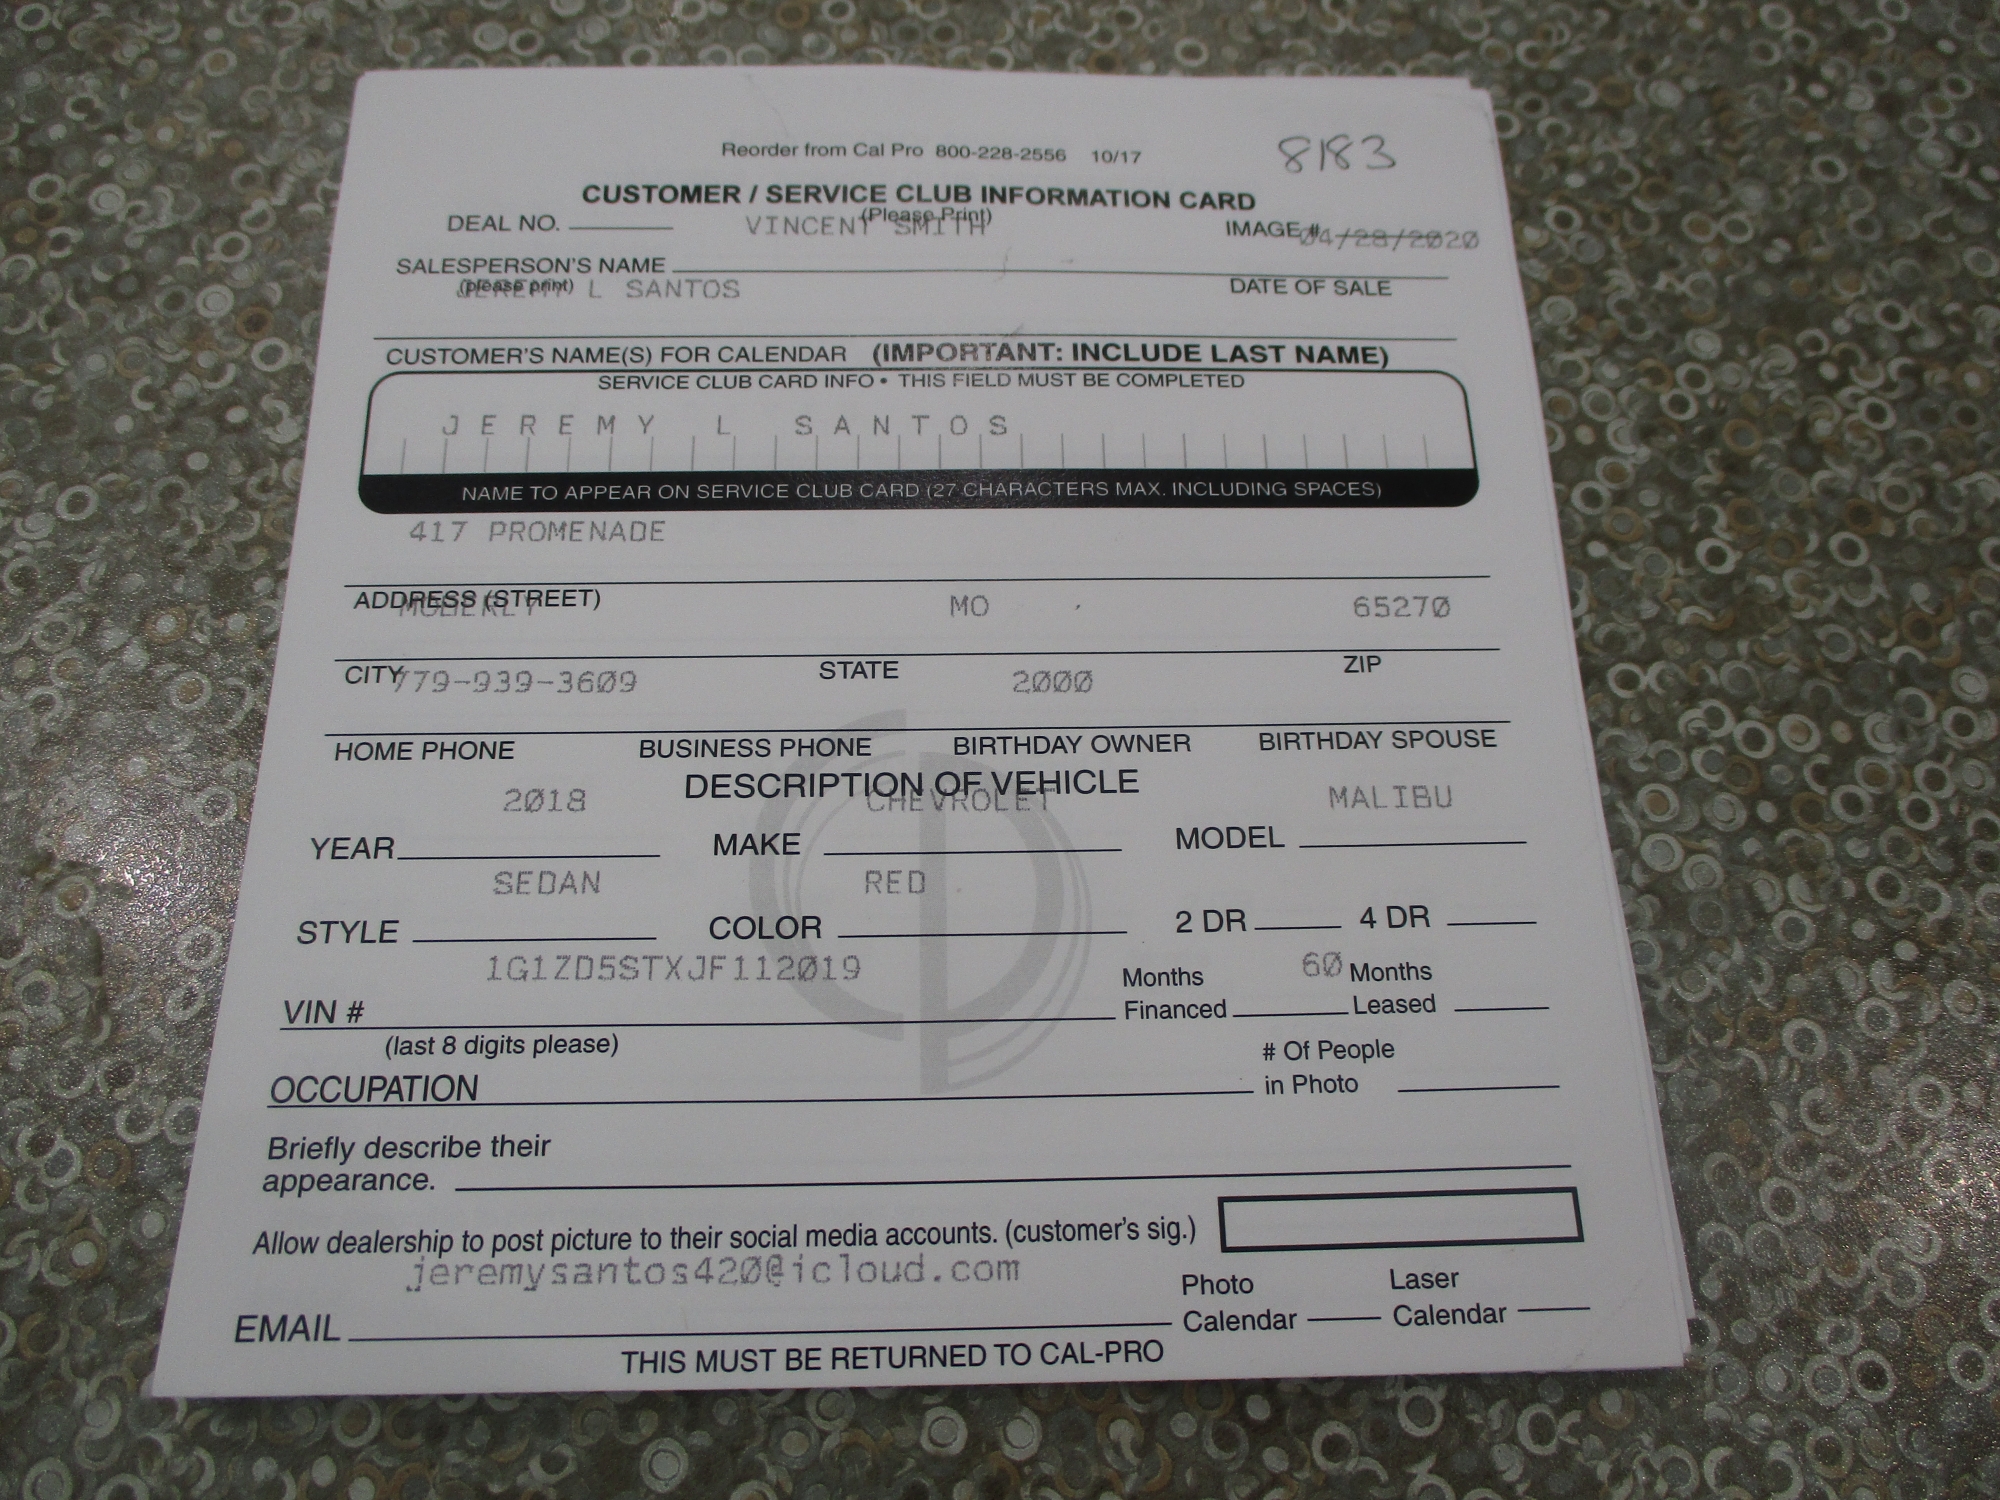 Reorder from Cal Pro 800-228-2556 10/17
8183
CUSTOMER / SERVICE CLUB INFORMATION CARD
(Please Print)
DEAL NO. VINCENT SMITH IMAGE # 04/28/2020
SALESPERSON'S NAME
(please print) DATE OF SALE
JEREMY L SANTOS
CUSTOMER'S NAME(S) FOR CALENDAR (IMPORTANT: INCLUDE LAST NAME)
SERVICE CLUB CARD INFO • THIS FIELD MUST BE COMPLETED
JEREMY L SANTOS
NAME TO APPEAR ON SERVICE CLUB CARD (27 CHARACTERS MAX. INCLUDING SPACES)
417 PROMENADE
ADDRESS (STREET)
MOBERLY MO 65270
CITY STATE ZIP
779-939-3609 2000
HOME PHONE BUSINESS PHONE BIRTHDAY OWNER BIRTHDAY SPOUSE
DESCRIPTION OF VEHICLE
2018 CHEVROLET MALIBU
YEAR MAKE MODEL
SEDAN RED
STYLE COLOR 2 DR 4 DR
1G1ZD5STXJF112019 60
VIN # Months Financed Months Leased
(last 8 digits please)
OCCUPATION # Of People in Photo
Briefly describe their
appearance.
Allow dealership to post picture to their social media accounts. (customer's sig.)
jeremysantos420@icloud.com
EMAIL Photo Calendar Laser Calendar
THIS MUST BE RETURNED TO CAL-PRO